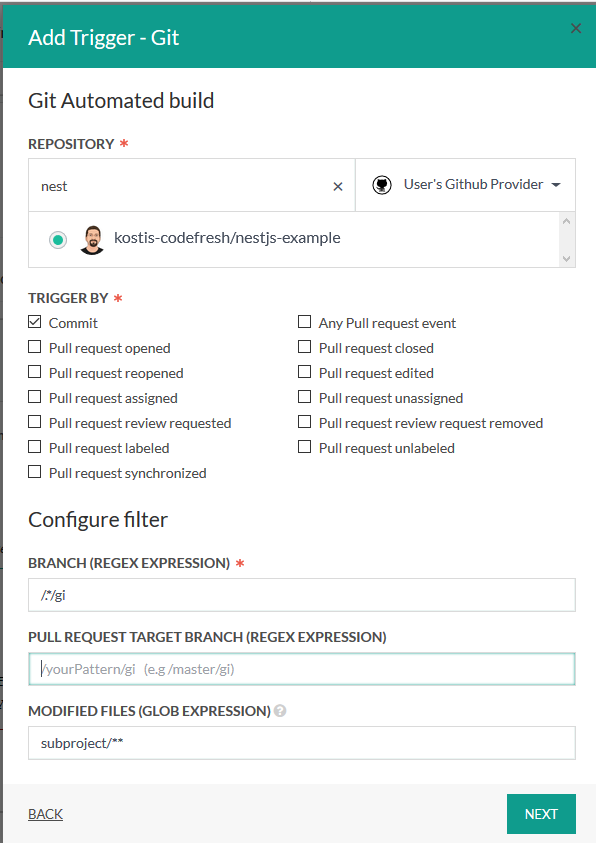 Add Trigger - Git
Git Automated build
REPOSITORY *
nest
User's Github Provider
kostis-codefresh/nestjs-example
TRIGGER BY *
Commit
Any Pull request event
Pull request opened
Pull request closed
Pull request reopened
Pull request edited
Pull request assigned
Pull request unassigned
Pull request review requested
Pull request review request removed
Pull request labeled
Pull request unlabeled
Pull request synchronized
Configure filter
BRANCH (REGEX EXPRESSION) *
/.*/gi
PULL REQUEST TARGET BRANCH (REGEX EXPRESSION)
/yourPattern/gi (e.g /master/gi)
MODIFIED FILES (GLOB EXPRESSION) ?
subproject/**
BACK
NEXT